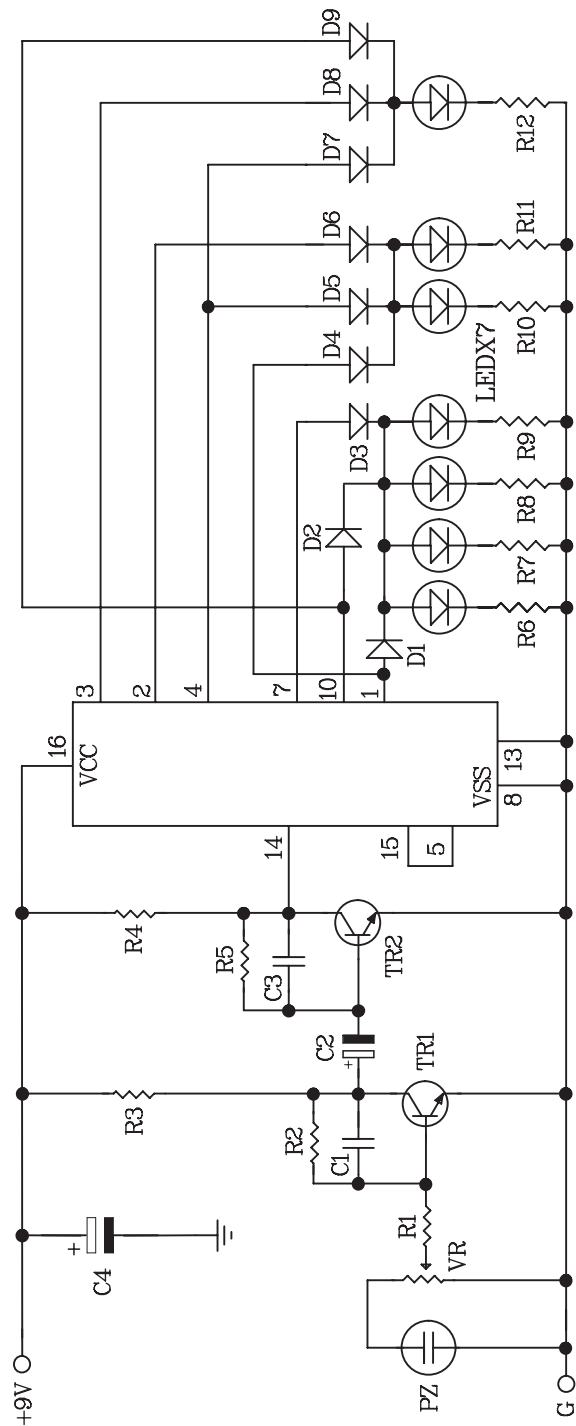 +9V
G
C4
+
PZ
VR
R1
R2
C1
R3
TR1
C2
+
R5
C3
R4
TR2
14
15
5
16
VCC
VSS
8
13
3
2
4
7
10
1
D1
D2
D3
D4
D5
D6
D7
D8
D9
LEDX7
R6
R7
R8
R9
R10
R11
R12